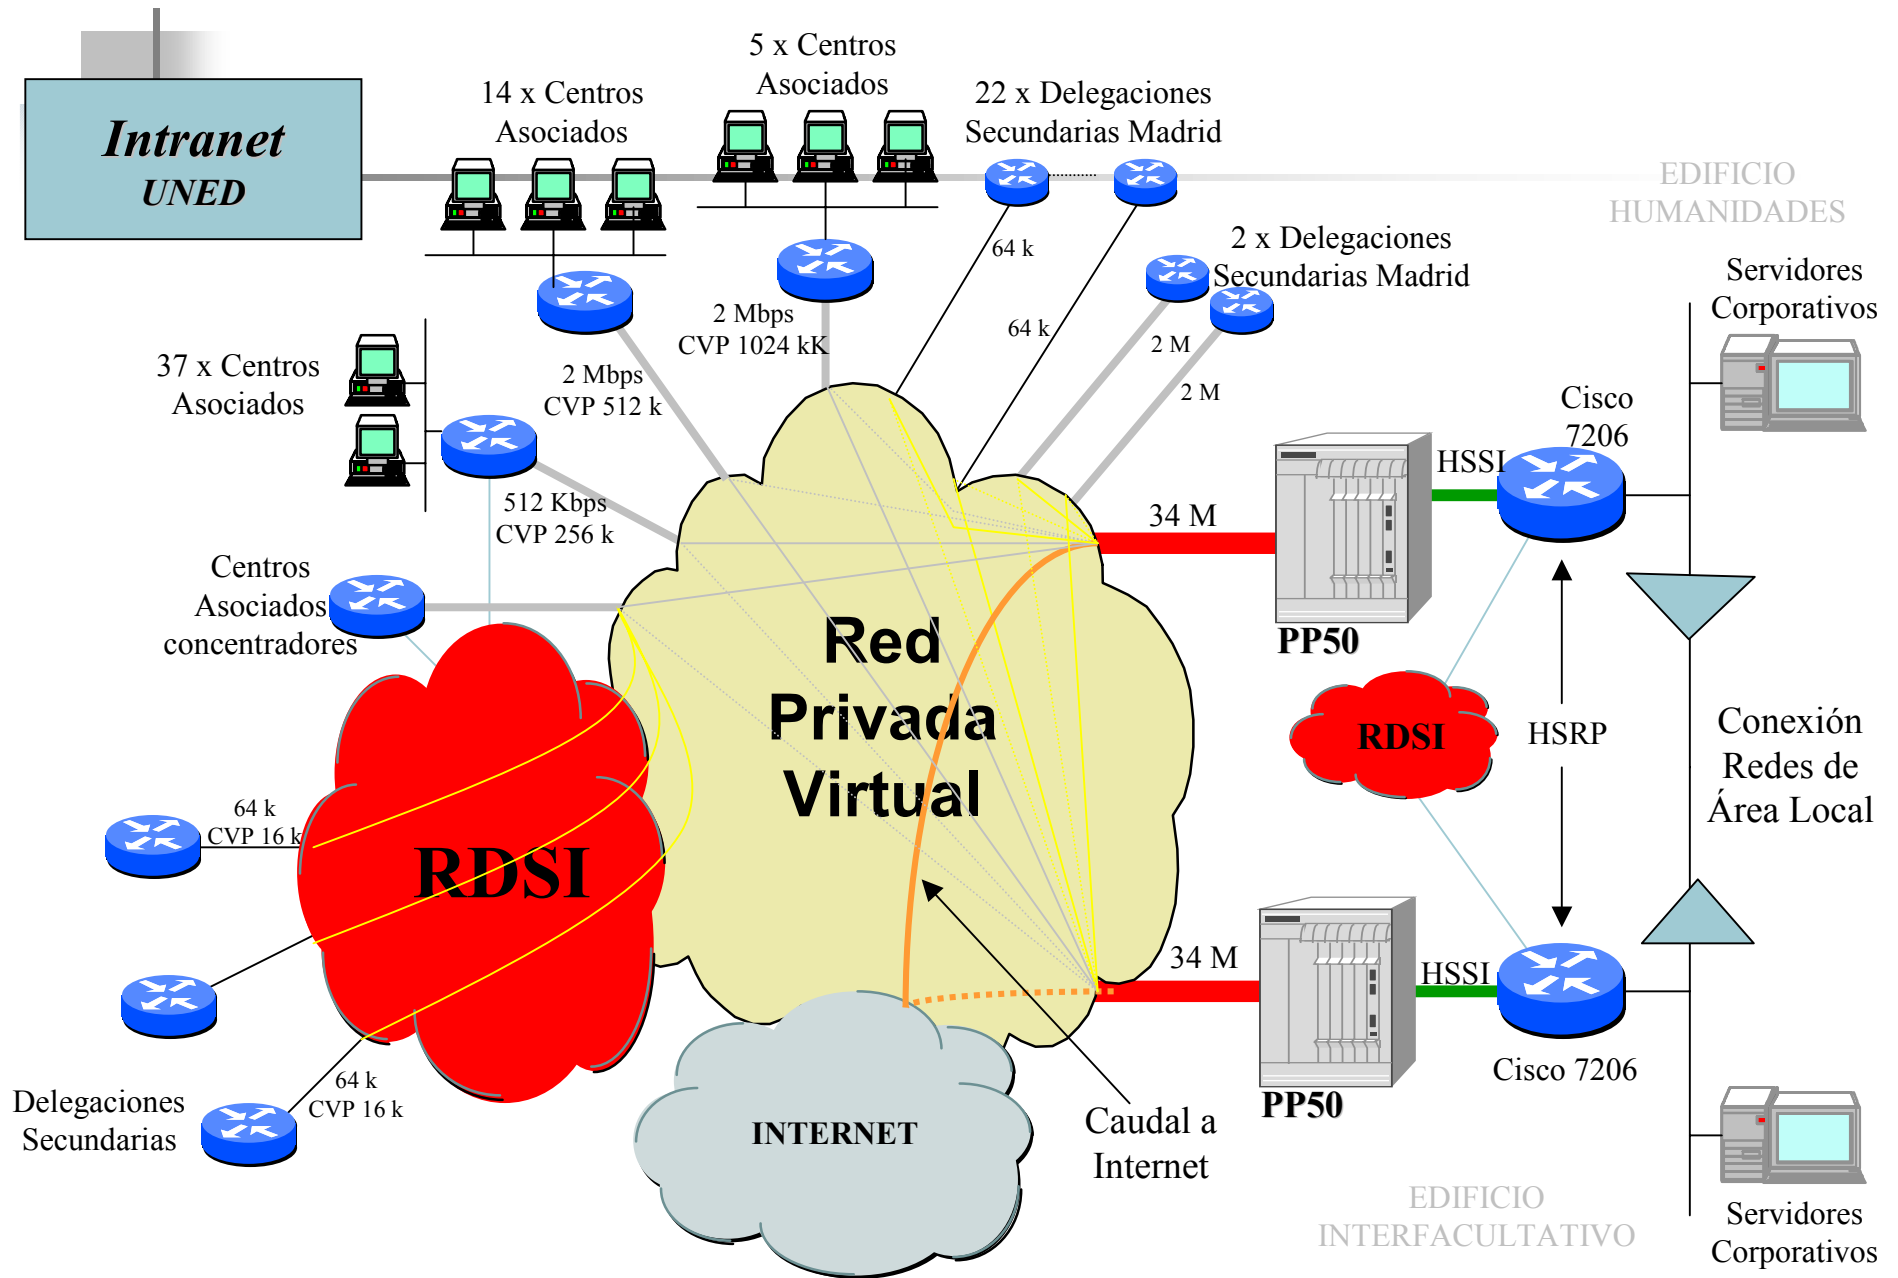 Intranet
UNED
14 x Centros
Asociados
5 x Centros
Asociados
22 x Delegaciones
Secundarias Madrid
EDIFICIO
HUMANIDADES
2 x Delegaciones
Secundarias Madrid
64 k
64 k
2 M
2 M
2 Mbps
CVP 1024 kK
2 Mbps
CVP 512 k
37 x Centros
Asociados
512 Kbps
CVP 256 k
Centros
Asociados
concentradores
Servidores
Corporativos
Cisco
7206
HSSI
34 M
PP50
RDSI
HSRP
Conexión
Redes de
Área Local
Red
Privada
Virtual
64 k
CVP 16 k
RDSI
34 M
HSSI
Cisco 7206
PP50
64 k
CVP 16 k
Delegaciones
Secundarias
INTERNET
Caudal a
Internet
EDIFICIO
INTERFACULTATIVO
Servidores
Corporativos